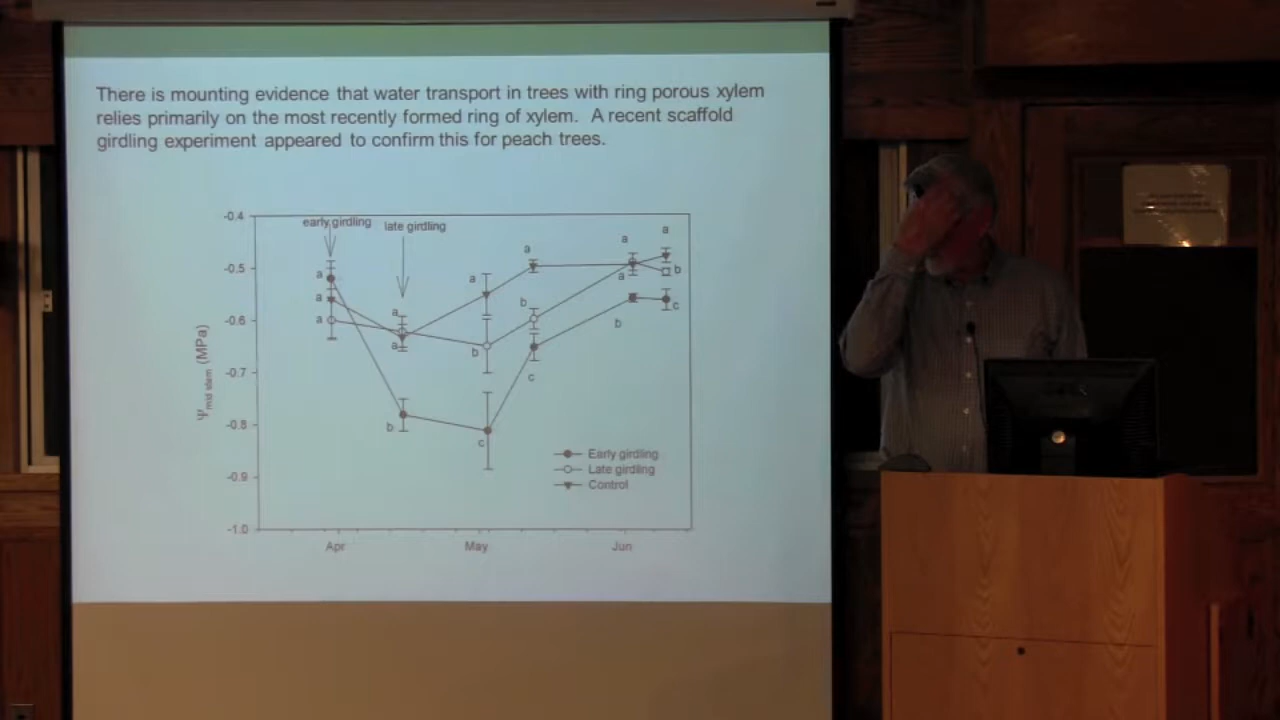 There is mounting evidence that water transport in trees with ring porous xylem
relies primarily on the most recently formed ring of xylem. A recent scaffold
girdling experiment appeared to confirm this for peach trees.
-0.4
early girdling
late girdling
a
a
a
-0.5
a
a
a
b
a
a
b
c
-0.6
a
a
a
b
b
Ψmid stem (MPa)
-0.7
c
-0.8
b
c
Early girdling
-0.9
Late girdling
Control
-1.0
Apr
May
Jun